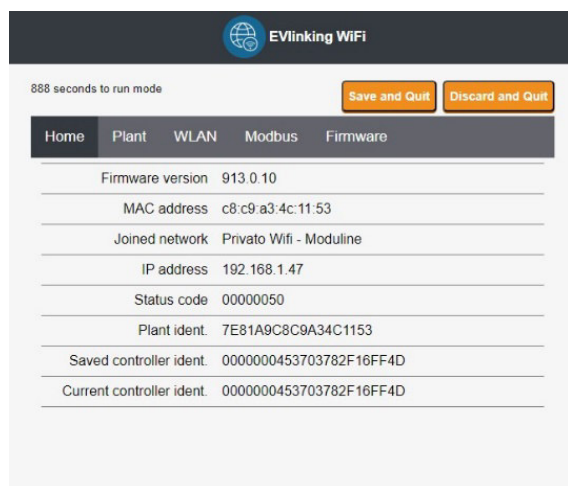 EVlinking WiFi
888 seconds to run mode
Save and Quit Discard and Quit
Home Plant WLAN Modbus Firmware
Firmware version 913.0.10
MAC address c8:c9:a3:4c:11:53
Joined network Privato Wifi - Moduline
IP address 192.168.1.47
Status code 00000050
Plant ident. 7E81A9C8C9A34C1153
Saved controller ident. 0000000453703782F16FF4D
Current controller ident. 0000000453703782F16FF4D